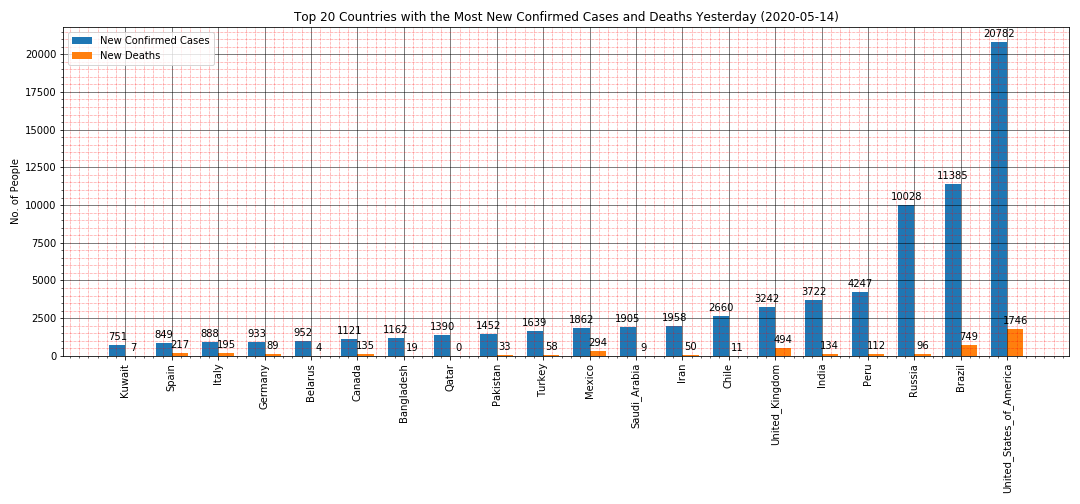 Top 20 Countries with the Most New Confirmed Cases and Deaths Yesterday (2020-05-14)
New Confirmed Cases
New Deaths
No. of People
20000
17500
15000
12500
10000
7500
5000
2500
0
751 7
849 217
888 195
933 89
952 4
1121 135
1162 19
1390 0
1452 33
1639 58
1862 294
1905 9
1958 50
2660 11
3242 494
3722 134
4247 112
10028 96
11385 749
20782 1746
Kuwait
Spain
Italy
Germany
Belarus
Canada
Bangladesh
Qatar
Pakistan
Turkey
Mexico
Saudi_Arabia
Iran
Chile
United_Kingdom
India
Peru
Russia
Brazil
United_States_of_America